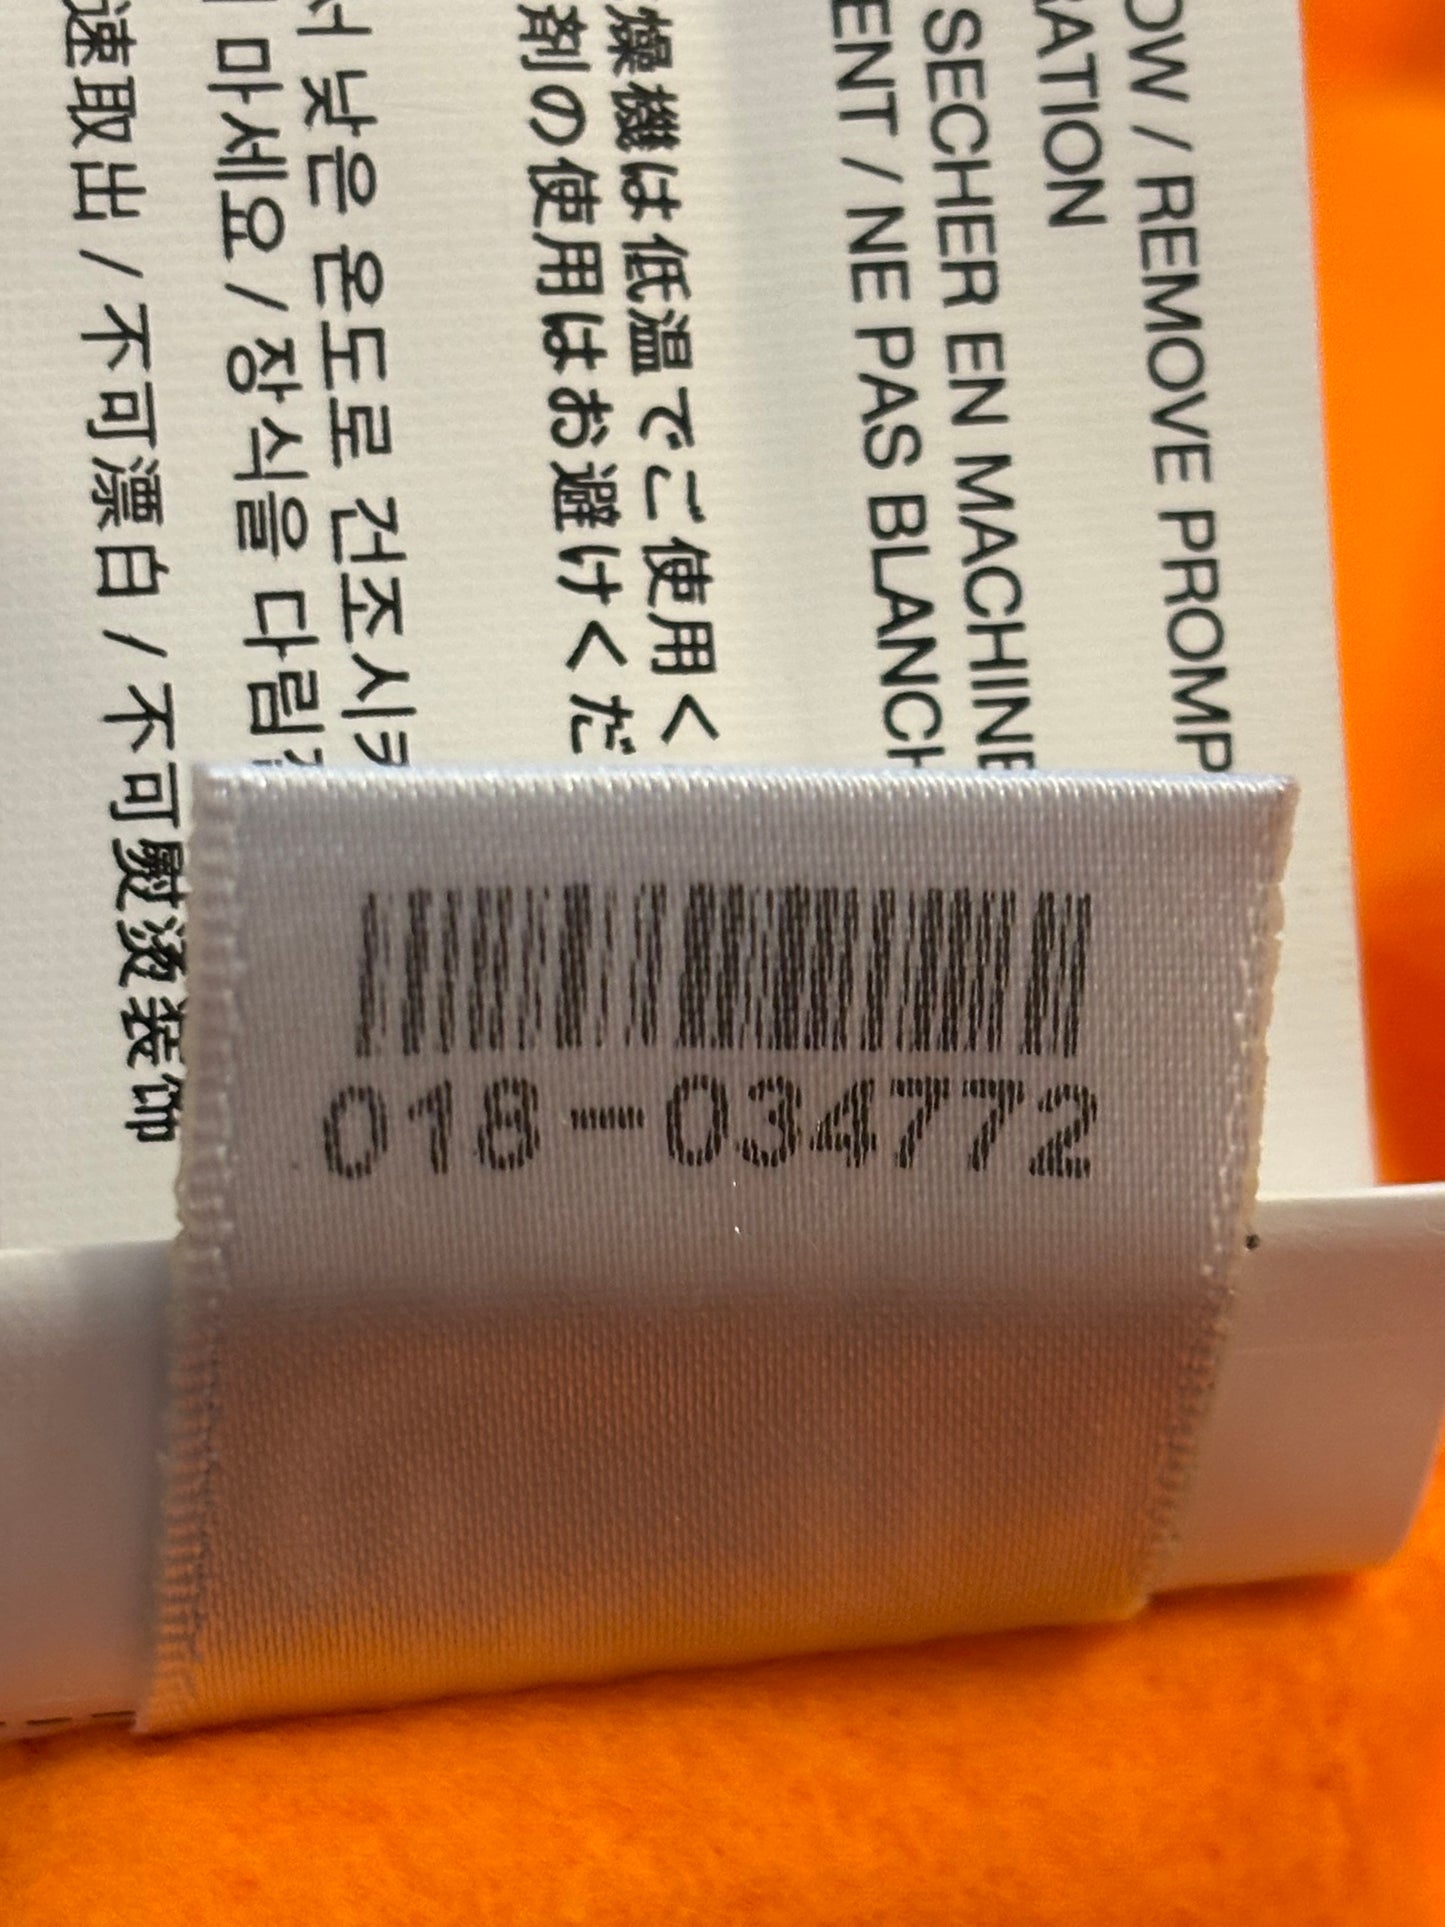 OW / REMOVE PROMP
ATION
SECHER EN MACHINE
ENT / NE PAS BLANCH
燥機は低温でご使用く
剤の使用はお避けくだ
서 낮은 온도로 건조시
마세요 / 장식을 다림
速取出 / 不可漂白 / 不可熨烫装饰
018-034772